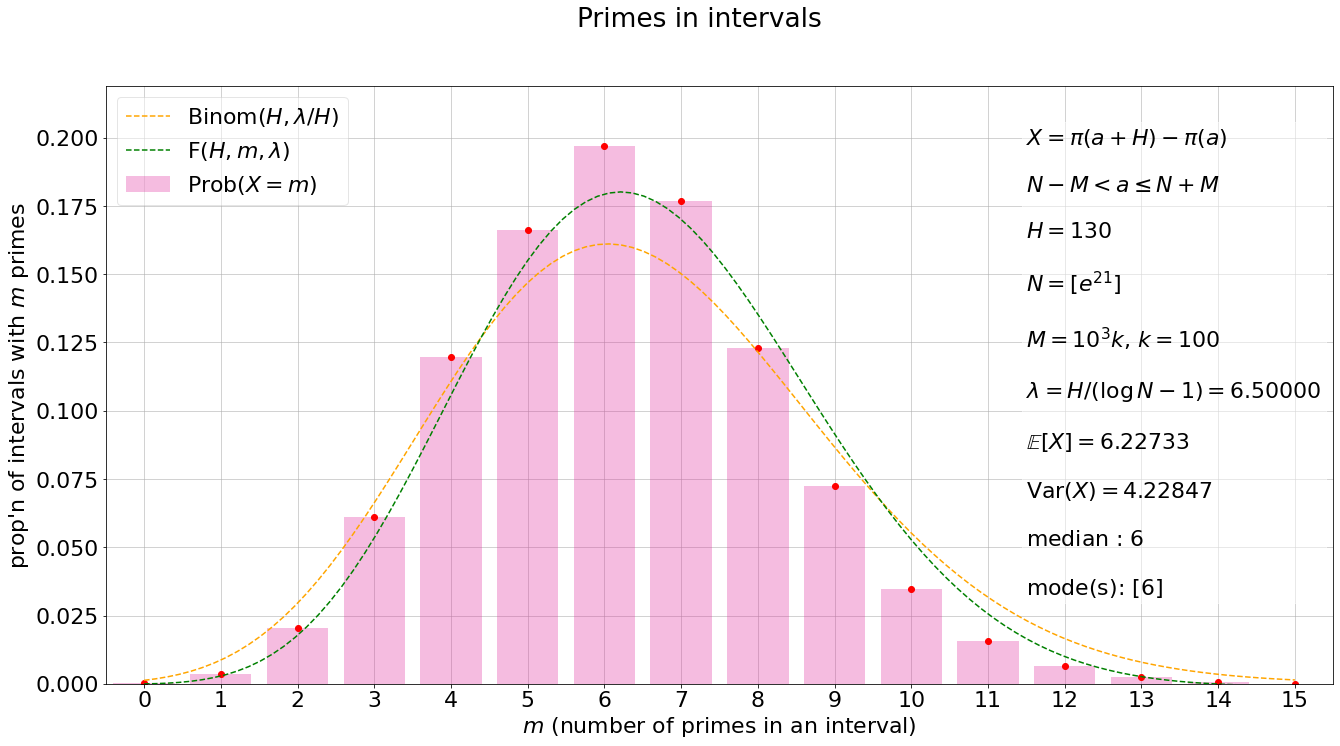 Primes in intervals
Binom(H, λ/H)
F(H, m, λ)
Prob(X = m)
X = π(a + H) − π(a)
N − M < a ≤ N + M
H = 130
N = [e²¹]
M = 10³k, k = 100
λ = H/(log N − 1) = 6.50000
𝔼[X] = 6.22733
Var(X) = 4.22847
median : 6
mode(s): [6]
prop'n of intervals with m primes
0.200
0.175
0.150
0.125
0.100
0.075
0.050
0.025
0.000
0 1 2 3 4 5 6 7 8 9 10 11 12 13 14 15
m (number of primes in an interval)